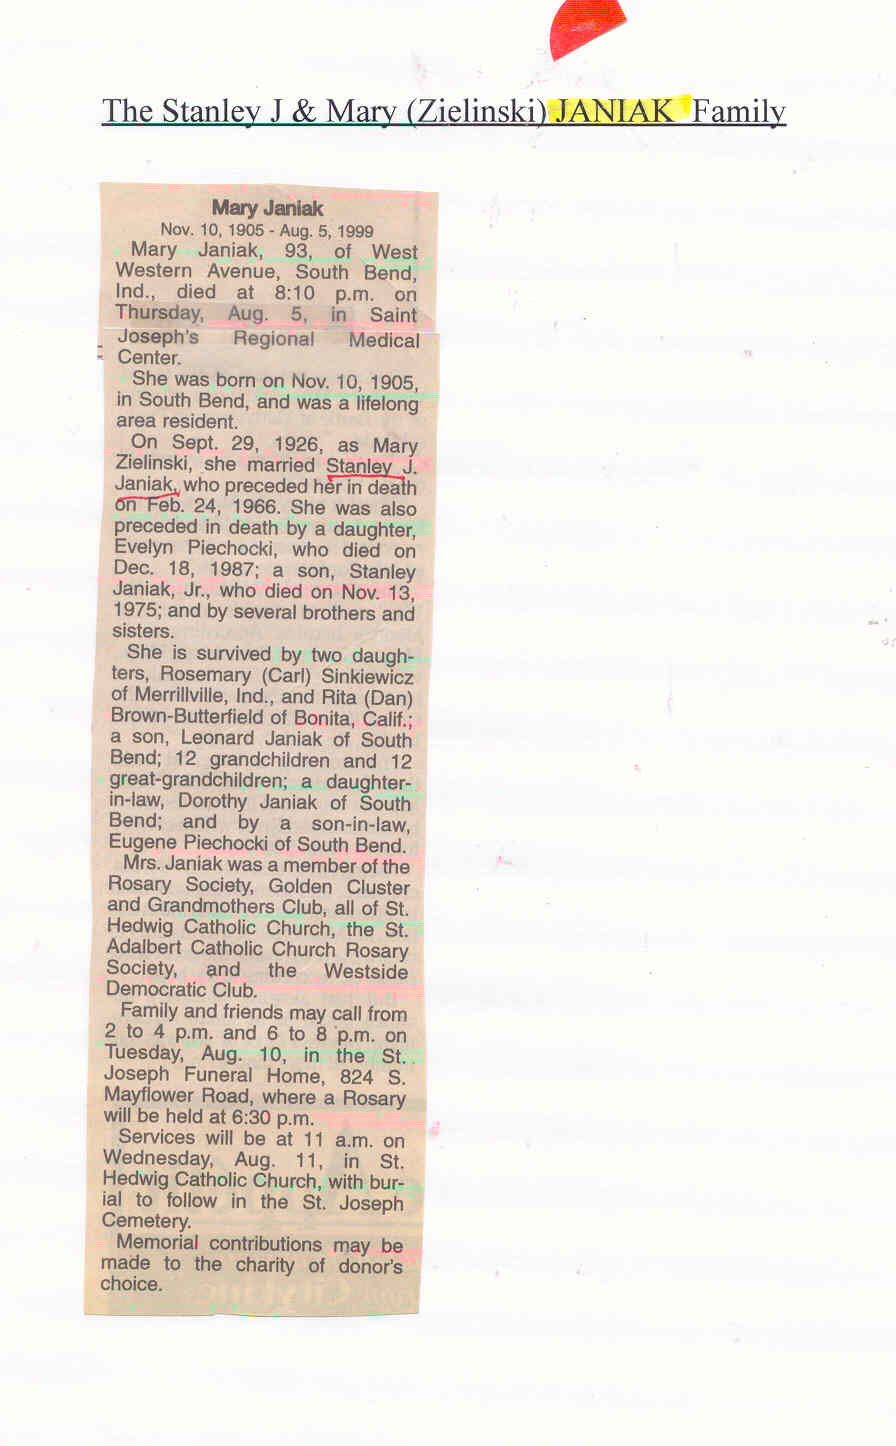 The Stanley J & Mary (Zielinski) JANIAK Family
Mary Janiak
Nov. 10, 1905 - Aug. 5, 1999
Mary Janiak, 93, of West
Western Avenue, South Bend,
Ind., died at 8:10 p.m. on
Thursday, Aug. 5, in Saint
Joseph's Regional Medical
Center.
She was born on Nov. 10, 1905,
in South Bend, and was a lifelong
area resident.
On Sept. 29, 1926, as Mary
Zielinski, she married Stanley J.
Janiak, who preceded her in death
on Feb. 24, 1966. She was also
preceded in death by a daughter,
Evelyn Piechocki, who died on
Dec. 18, 1987; a son, Stanley
Janiak, Jr., who died on Nov. 13,
1975; and by several brothers and
sisters.
She is survived by two daugh-
ters, Rosemary (Carl) Sinkiewicz
of Merrillville, Ind., and Rita (Dan)
Brown-Butterfield of Bonita, Calif.;
a son, Leonard Janiak of South
Bend; 12 grandchildren and 12
great-grandchildren; a daughter-
in-law, Dorothy Janiak of South
Bend; and by a son-in-law,
Eugene Piechocki of South Bend.
Mrs. Janiak was a member of the
Rosary Society, Golden Cluster
and Grandmothers Club, all of St.
Hedwig Catholic Church, the St.
Adalbert Catholic Church Rosary
Society, and the Westside
Democratic Club.
Family and friends may call from
2 to 4 p.m. and 6 to 8 p.m. on
Tuesday, Aug. 10, in the St.
Joseph Funeral Home, 824 S.
Mayflower Road, where a Rosary
will be held at 6:30 p.m.
Services will be at 11 a.m. on
Wednesday, Aug. 11, in St.
Hedwig Catholic Church, with bur-
ial to follow in the St. Joseph
Cemetery.
Memorial contributions may be
made to the charity of donor's
choice.